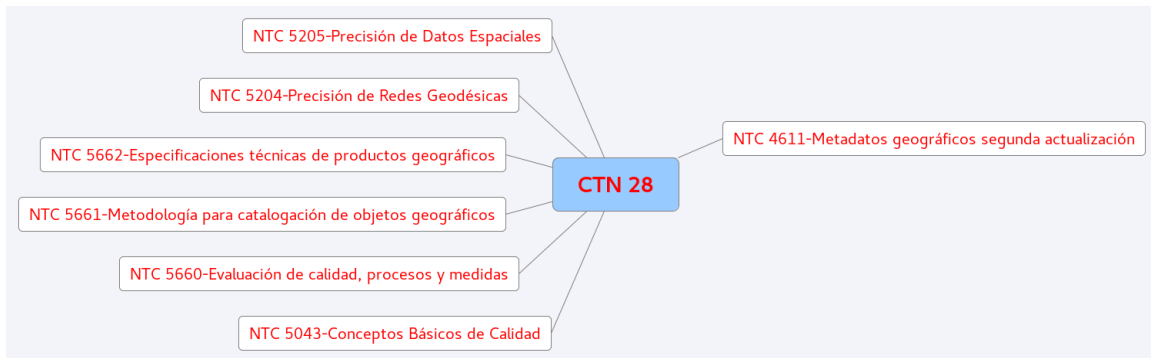 NTC 5205-Precisión de Datos Espaciales
NTC 5204-Precisión de Redes Geodésicas
NTC 4611-Metadatos geográficos segunda actualización
NTC 5662-Especificaciones técnicas de productos geográficos
CTN 28
NTC 5661-Metodología para catalogación de objetos geográficos
NTC 5660-Evaluación de calidad, procesos y medidas
NTC 5043-Conceptos Básicos de Calidad